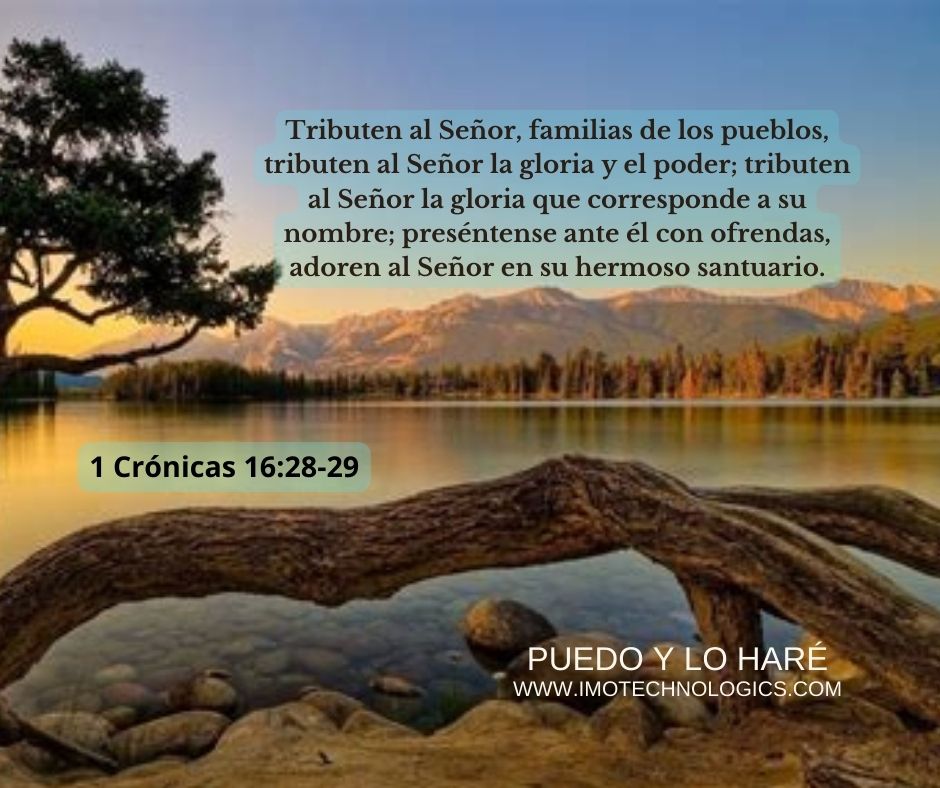 Tributen al Señor, familias de los pueblos,
tributen al Señor la gloria y el poder; tributen
al Señor la gloria que corresponde a su
nombre; preséntense ante él con ofrendas,
adoren al Señor en su hermoso santuario.
1 Crónicas 16:28-29
PUEDO Y LO HARÉ
WWW.IMOTECHNOLOGICS.COM